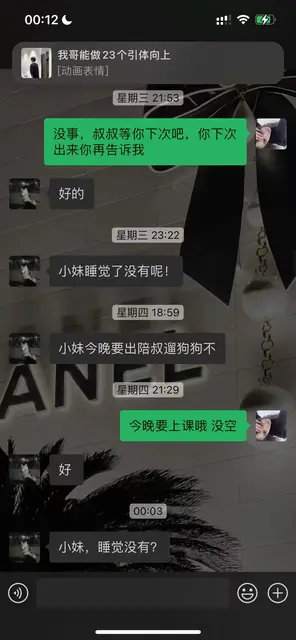 00:12
我哥能做23个引体向上
[动画表情]
星期三 21:53
没事，叔叔等你下次吧，你下次
出来你再告诉我
好的
星期三 23:22
小妹睡觉了没有呢！
星期四 18:59
小妹今晚要出陪叔遛狗狗不
ANEL
星期四 21:29
今晚要上课哦 没空
好
00:03
小妹，睡觉没有？